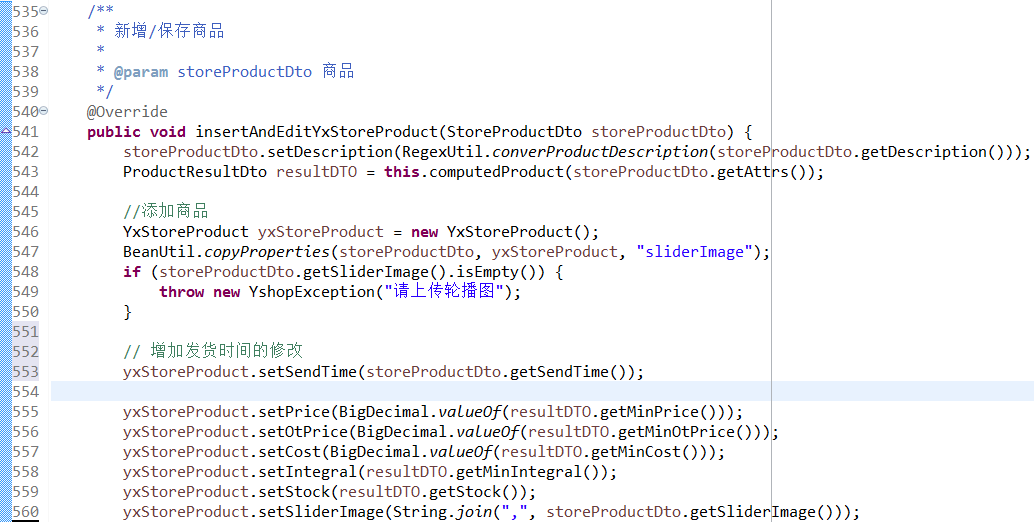 535 /**
536 * 新增/保存商品
537 *
538 * @param storeProductDto 商品
539 */
540 @Override
541 public void insertAndEditYxStoreProduct(StoreProductDto storeProductDto) {
542 storeProductDto.setDescription(RegexUtil.converProductDescription(storeProductDto.getDescription()));
543 ProductResultDto resultDTO = this.computedProduct(storeProductDto.getAttrs());
544
545 //添加商品
546 YxStoreProduct yxStoreProduct = new YxStoreProduct();
547 BeanUtil.copyProperties(storeProductDto, yxStoreProduct, "sliderImage");
548 if (storeProductDto.getSliderImage().isEmpty()) {
549 throw new YshopException("请上传轮播图");
550 }
551
552 // 增加发货时间的修改
553 yxStoreProduct.setSendTime(storeProductDto.getSendTime());
554
555 yxStoreProduct.setPrice(BigDecimal.valueOf(resultDTO.getMinPrice()));
556 yxStoreProduct.setOtPrice(BigDecimal.valueOf(resultDTO.getMinOtPrice()));
557 yxStoreProduct.setCost(BigDecimal.valueOf(resultDTO.getMinCost()));
558 yxStoreProduct.setIntegral(resultDTO.getMinIntegral());
559 yxStoreProduct.setStock(resultDTO.getStock());
560 yxStoreProduct.setSliderImage(String.join(",", storeProductDto.getSliderImage()));